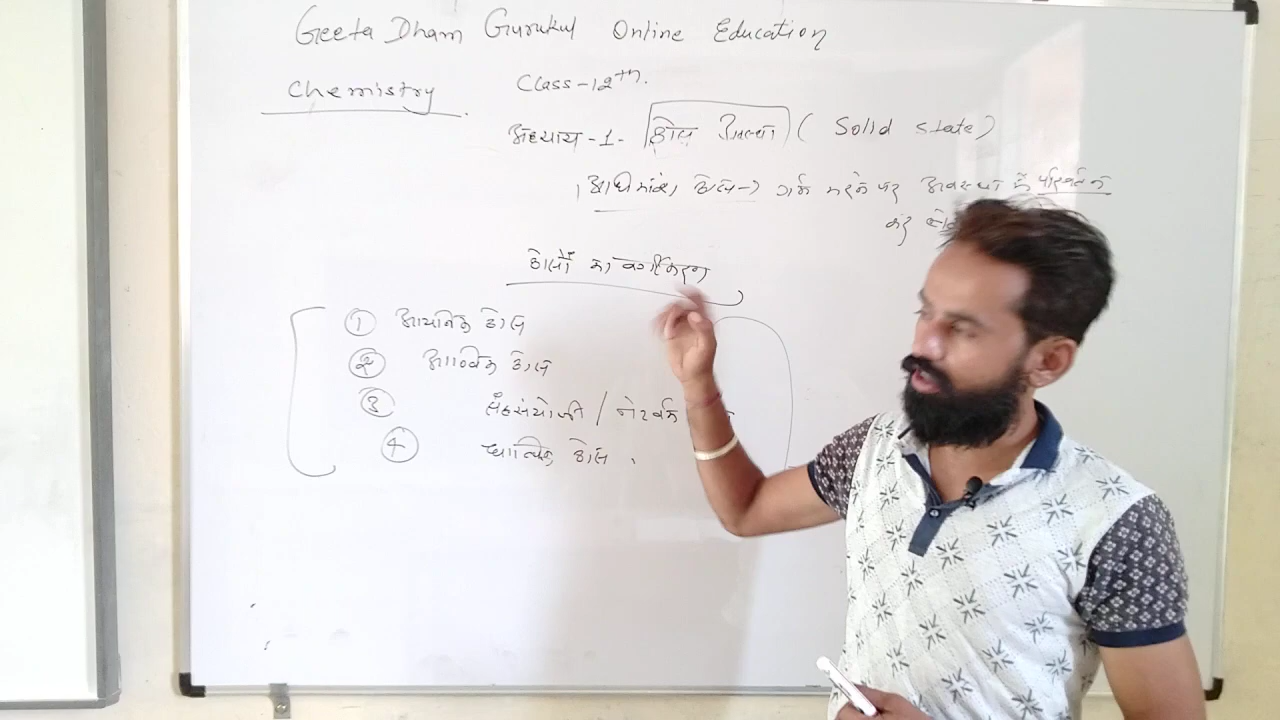 Geeta Dham Gurukul Online Education
Chemistry Class-12th.
अध्याय-1. ठोस अवस्था (Solid state)
ठोस → गर्म करने पर अवस्था में परिवर्तन
ठोसों का वर्गीकरण
1 आयनिक ठोस
2 आण्विक ठोस
3 सहसंयोजी / नेटवर्क
4 धात्विक ठोस .